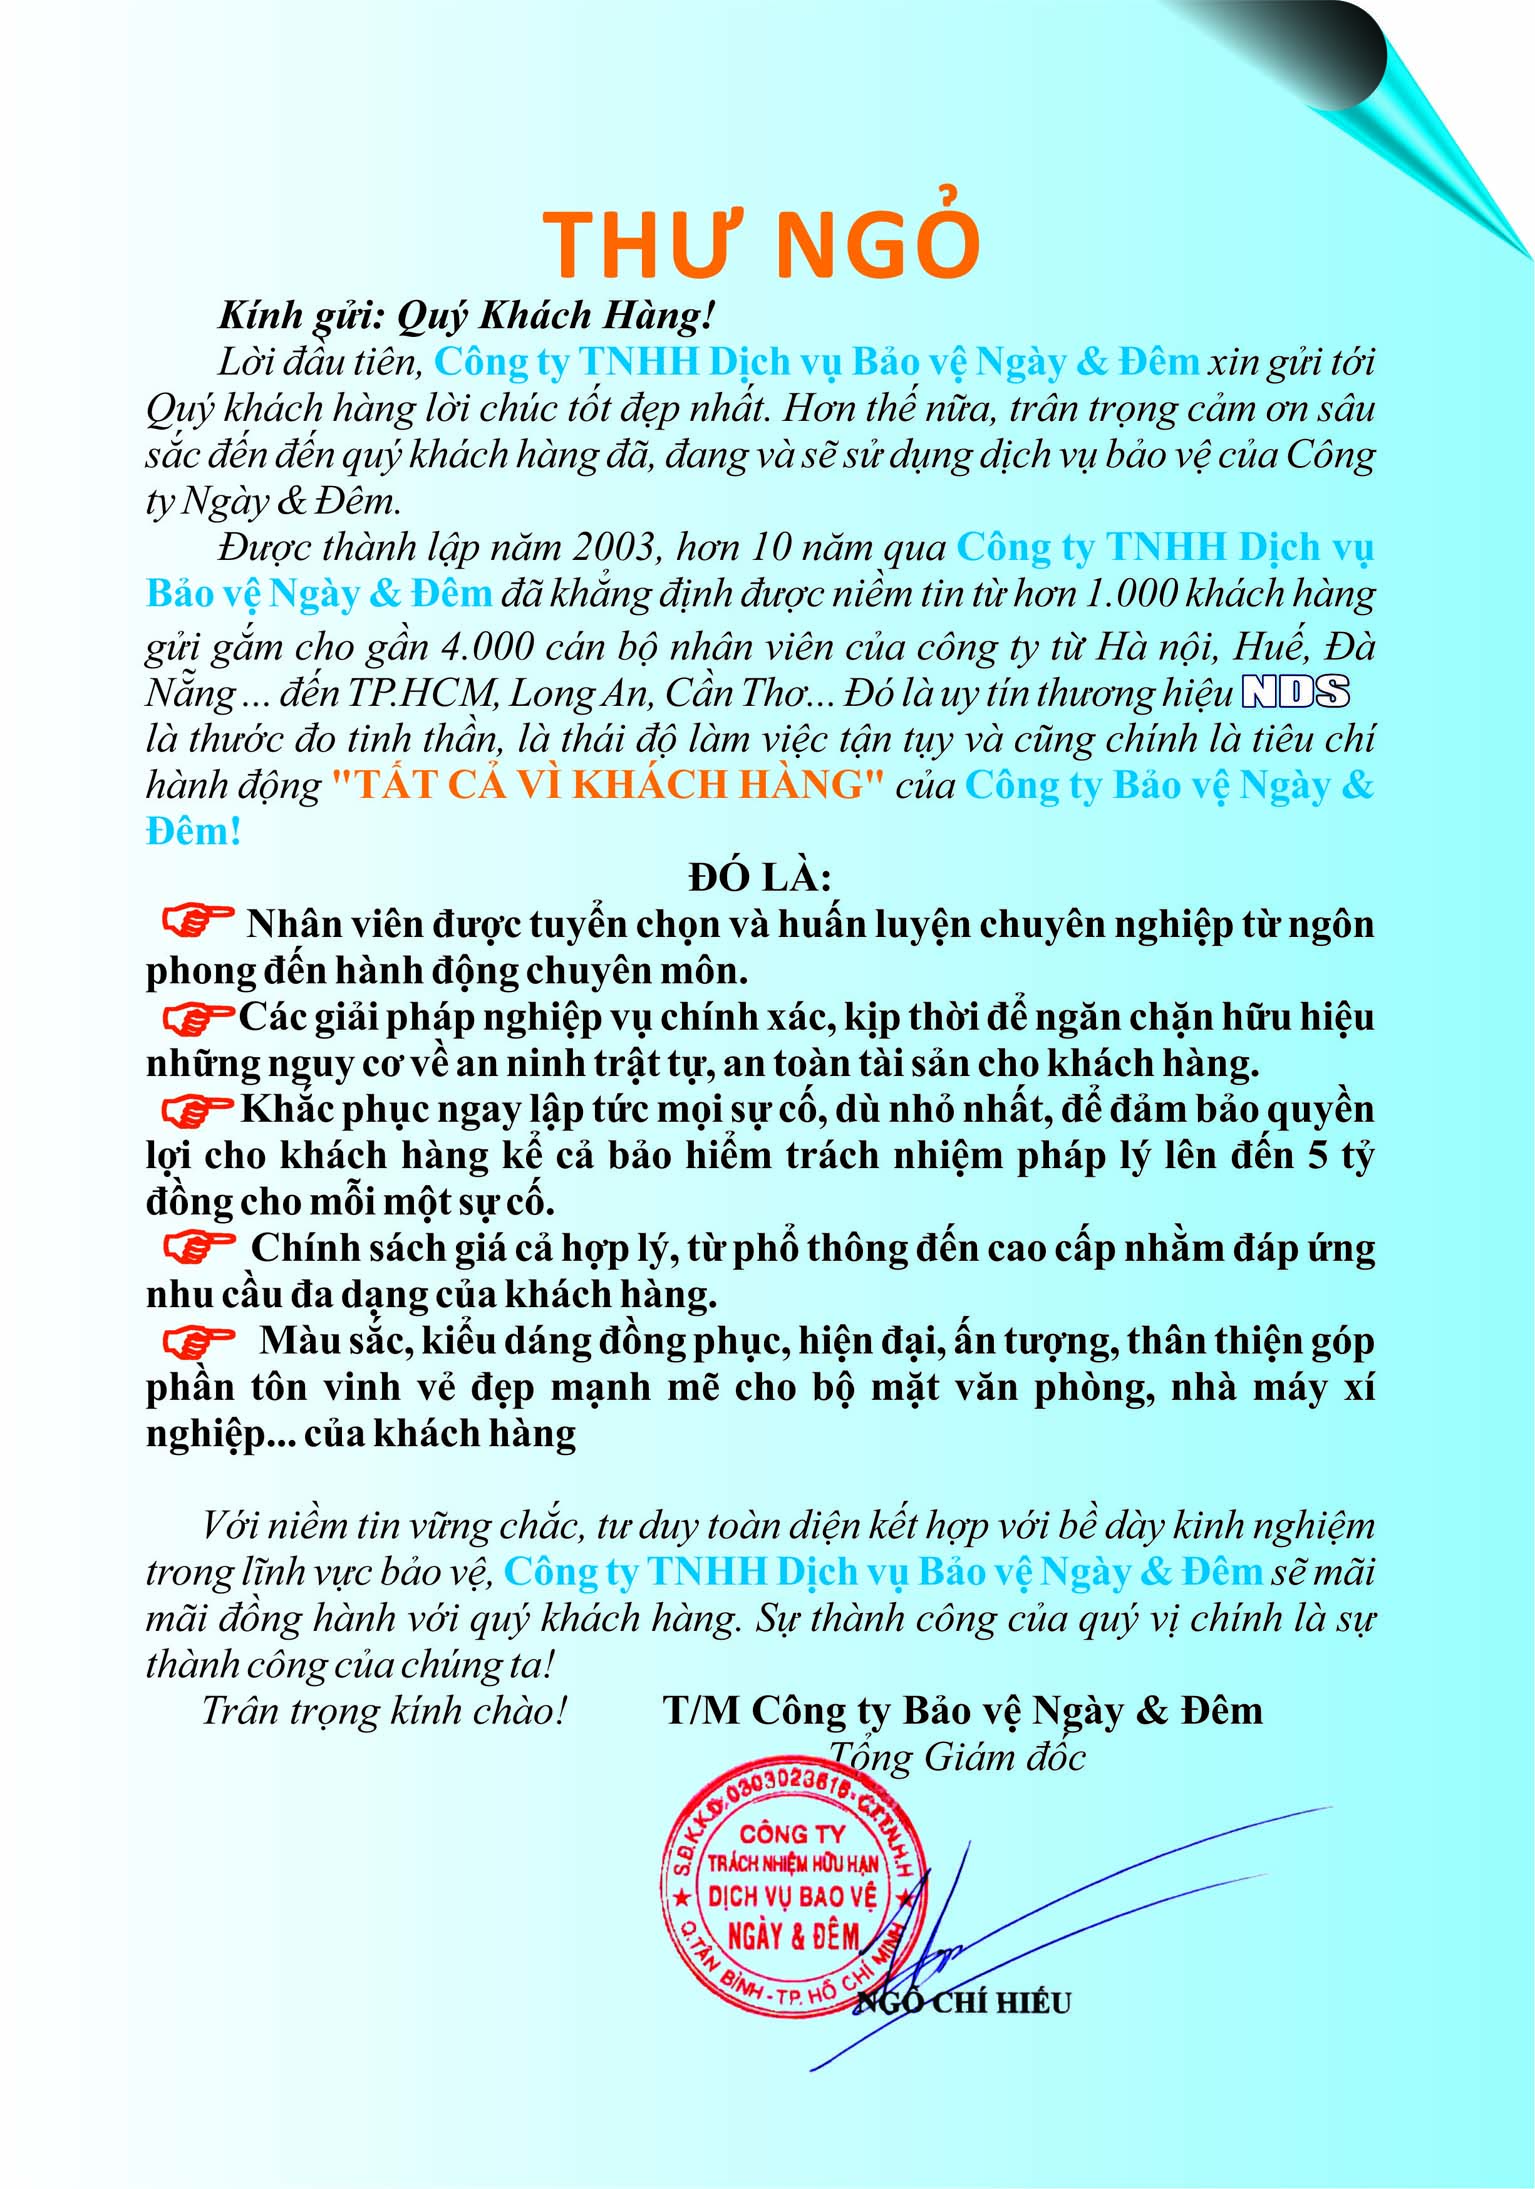 THƯ NGỎ
Kính gửi: Quý Khách Hàng!
Lời đầu tiên, Công ty TNHH Dịch vụ Bảo vệ Ngày & Đêm xin gửi tới
Quý khách hàng lời chúc tốt đẹp nhất. Hơn thế nữa, trân trọng cảm ơn sâu
sắc đến đến quý khách hàng đã, đang và sẽ sử dụng dịch vụ bảo vệ của Công
ty Ngày & Đêm.
Được thành lập năm 2003, hơn 10 năm qua Công ty TNHH Dịch vụ
Bảo vệ Ngày & Đêm đã khẳng định được niềm tin từ hơn 1.000 khách hàng
gửi gắm cho gần 4.000 cán bộ nhân viên của công ty từ Hà nội, Huế, Đà
Nẵng ... đến TP.HCM, Long An, Cần Thơ... Đó là uy tín thương hiệu NDS
là thước đo tinh thần, là thái độ làm việc tận tụy và cũng chính là tiêu chí
hành động "TẤT CẢ VÌ KHÁCH HÀNG" của Công ty Bảo vệ Ngày &
Đêm!
ĐÓ LÀ:
Nhân viên được tuyển chọn và huấn luyện chuyên nghiệp từ ngôn
phong đến hành động chuyên môn.
Các giải pháp nghiệp vụ chính xác, kịp thời để ngăn chặn hữu hiệu
những nguy cơ về an ninh trật tự, an toàn tài sản cho khách hàng.
Khắc phục ngay lập tức mọi sự cố, dù nhỏ nhất, để đảm bảo quyền
lợi cho khách hàng kể cả bảo hiểm trách nhiệm pháp lý lên đến 5 tỷ
đồng cho mỗi một sự cố.
Chính sách giá cả hợp lý, từ phổ thông đến cao cấp nhằm đáp ứng
nhu cầu đa dạng của khách hàng.
Màu sắc, kiểu dáng đồng phục, hiện đại, ấn tượng, thân thiện góp
phần tôn vinh vẻ đẹp mạnh mẽ cho bộ mặt văn phòng, nhà máy xí
nghiệp... của khách hàng
Với niềm tin vững chắc, tư duy toàn diện kết hợp với bề dày kinh nghiệm
trong lĩnh vực bảo vệ, Công ty TNHH Dịch vụ Bảo vệ Ngày & Đêm sẽ mãi
mãi đồng hành với quý khách hàng. Sự thành công của quý vị chính là sự
thành công của chúng ta!
Trân trọng kính chào! T/M Công ty Bảo vệ Ngày & Đêm
Tổng Giám đốc
S.Đ.K.K.D: 0303023616 - C.T.T.N.H.H
CÔNG TY
TRÁCH NHIỆM HỮU HẠN
DỊCH VỤ BAO VỆ
NGÀY & ĐÊM
Q. TÂN BÌNH - TP. HỒ CHÍ MINH
NGÔ CHÍ HIẾU